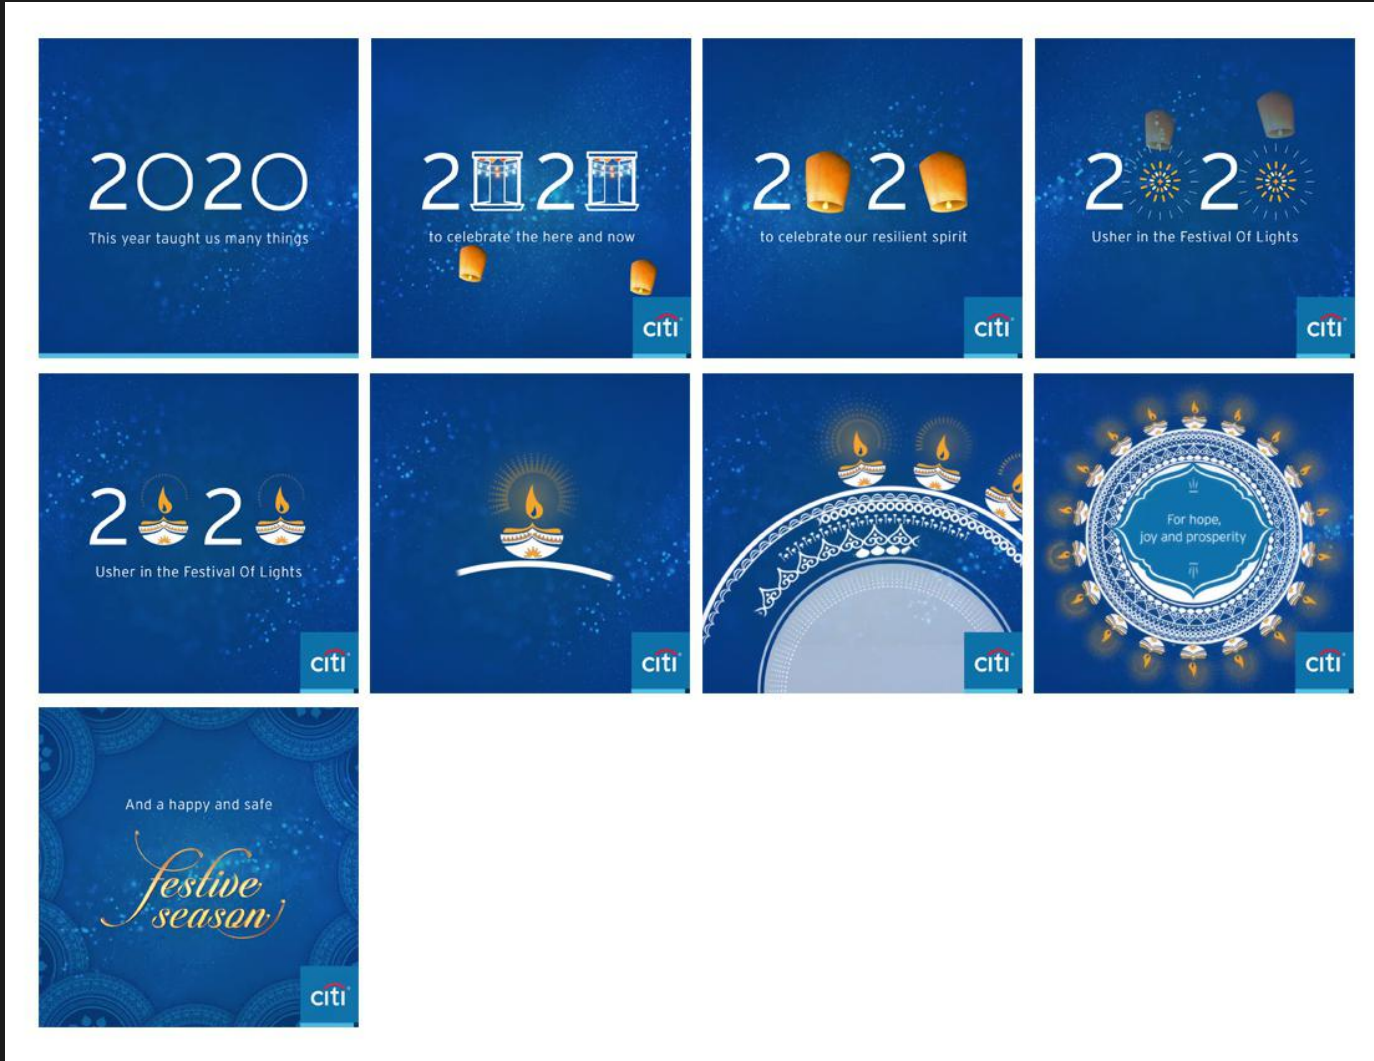 2020
This year taught us many things
2 2
to celebrate the here and now
citi
2 2
to celebrate our resilient spirit
citi
2 2
Usher in the Festival Of Lights
citi
2 2
Usher in the Festival Of Lights
citi
citi
citi
For hope,
joy and prosperity
citi
And a happy and safe
festive
season
citi